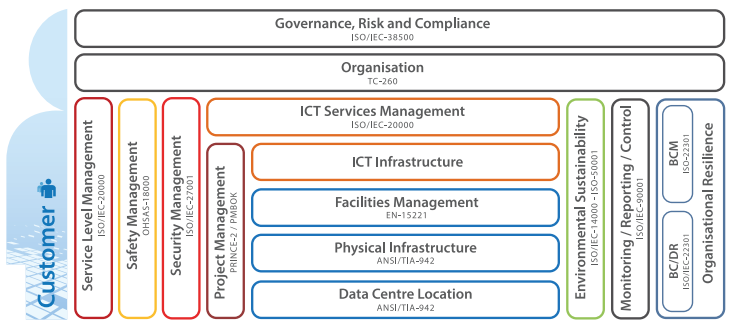 Governance, Risk and Compliance
ISO/IEC-38500
Organisation
TC-260
Customer
Service Level Management
ISO/IEC-20000
Safety Management
OHSAS-18000
Security Management
ISO/IEC-27001
ICT Services Management
ISO/IEC-20000
Project Management
PRINCE-2 / PMBOK
ICT Infrastructure
Facilities Management
EN-15221
Physical Infrastructure
ANSI/TIA-942
Data Centre Location
ANSI/TIA-942
Environmental Sustainability
ISO/IEC-14000 -ISO-50001
Monitoring / Reporting / Control
ISO/IEC-90001
BCM
ISO-22301
BC/DR
ISO/IEC-22301
Organisational Resilience